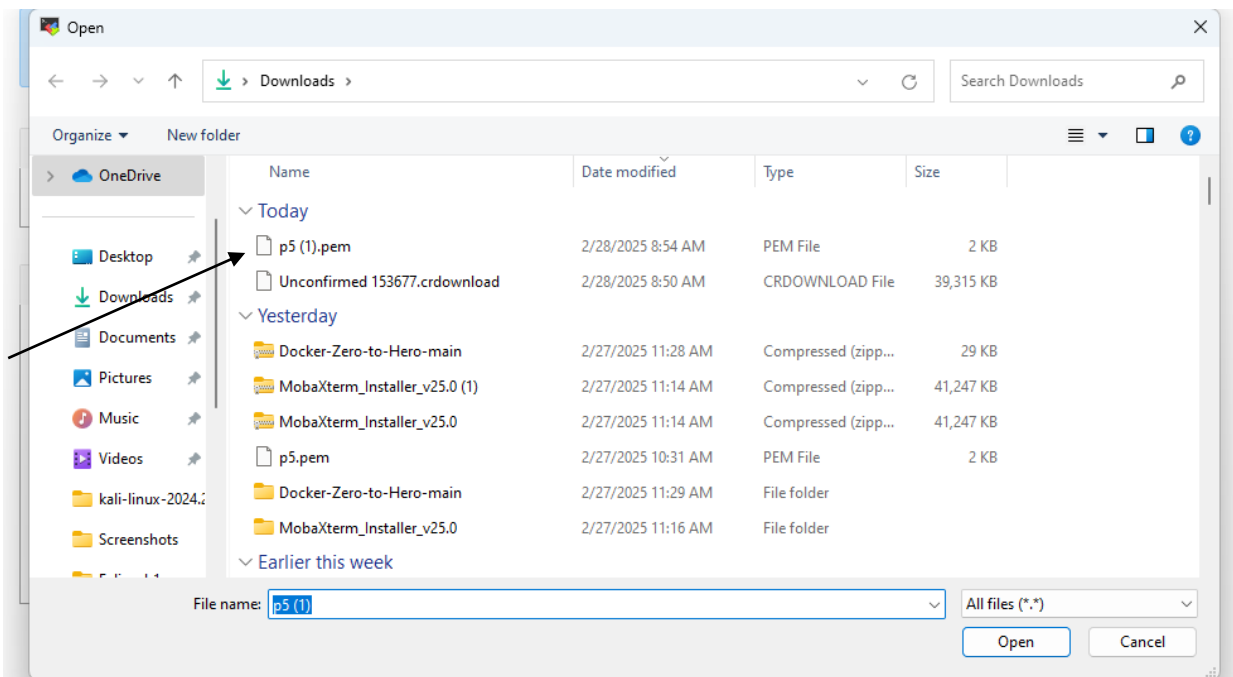 Open
Downloads
Search Downloads
Organize New folder
OneDrive
Desktop
Downloads
Documents
Pictures
Music
Videos
kali-linux-2024.2
Screenshots
Name Date modified Type Size
Today
p5 (1).pem 2/28/2025 8:54 AM PEM File 2 KB
Unconfirmed 153677.crdownload 2/28/2025 8:50 AM CRDOWNLOAD File 39,315 KB
Yesterday
Docker-Zero-to-Hero-main 2/27/2025 11:28 AM Compressed (zipp... 29 KB
MobaXterm_Installer_v25.0 (1) 2/27/2025 11:14 AM Compressed (zipp... 41,247 KB
MobaXterm_Installer_v25.0 2/27/2025 11:14 AM Compressed (zipp... 41,247 KB
p5.pem 2/27/2025 10:31 AM PEM File 2 KB
Docker-Zero-to-Hero-main 2/27/2025 11:29 AM File folder
MobaXterm_Installer_v25.0 2/27/2025 11:16 AM File folder
Earlier this week
File name: p5 (1) All files (*.*)
Open Cancel